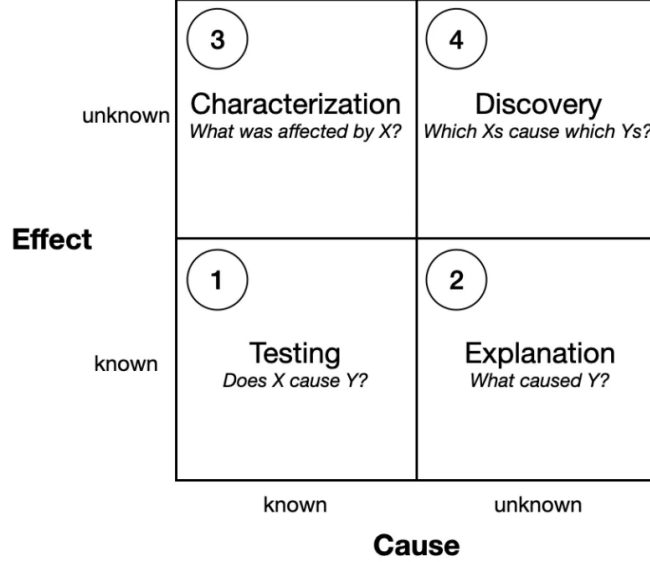 3
4
unknown
Characterization
What was affected by X?
Discovery
Which Xs cause which Ys?
Effect
1
2
known
Testing
Does X cause Y?
Explanation
What caused Y?
known
unknown
Cause